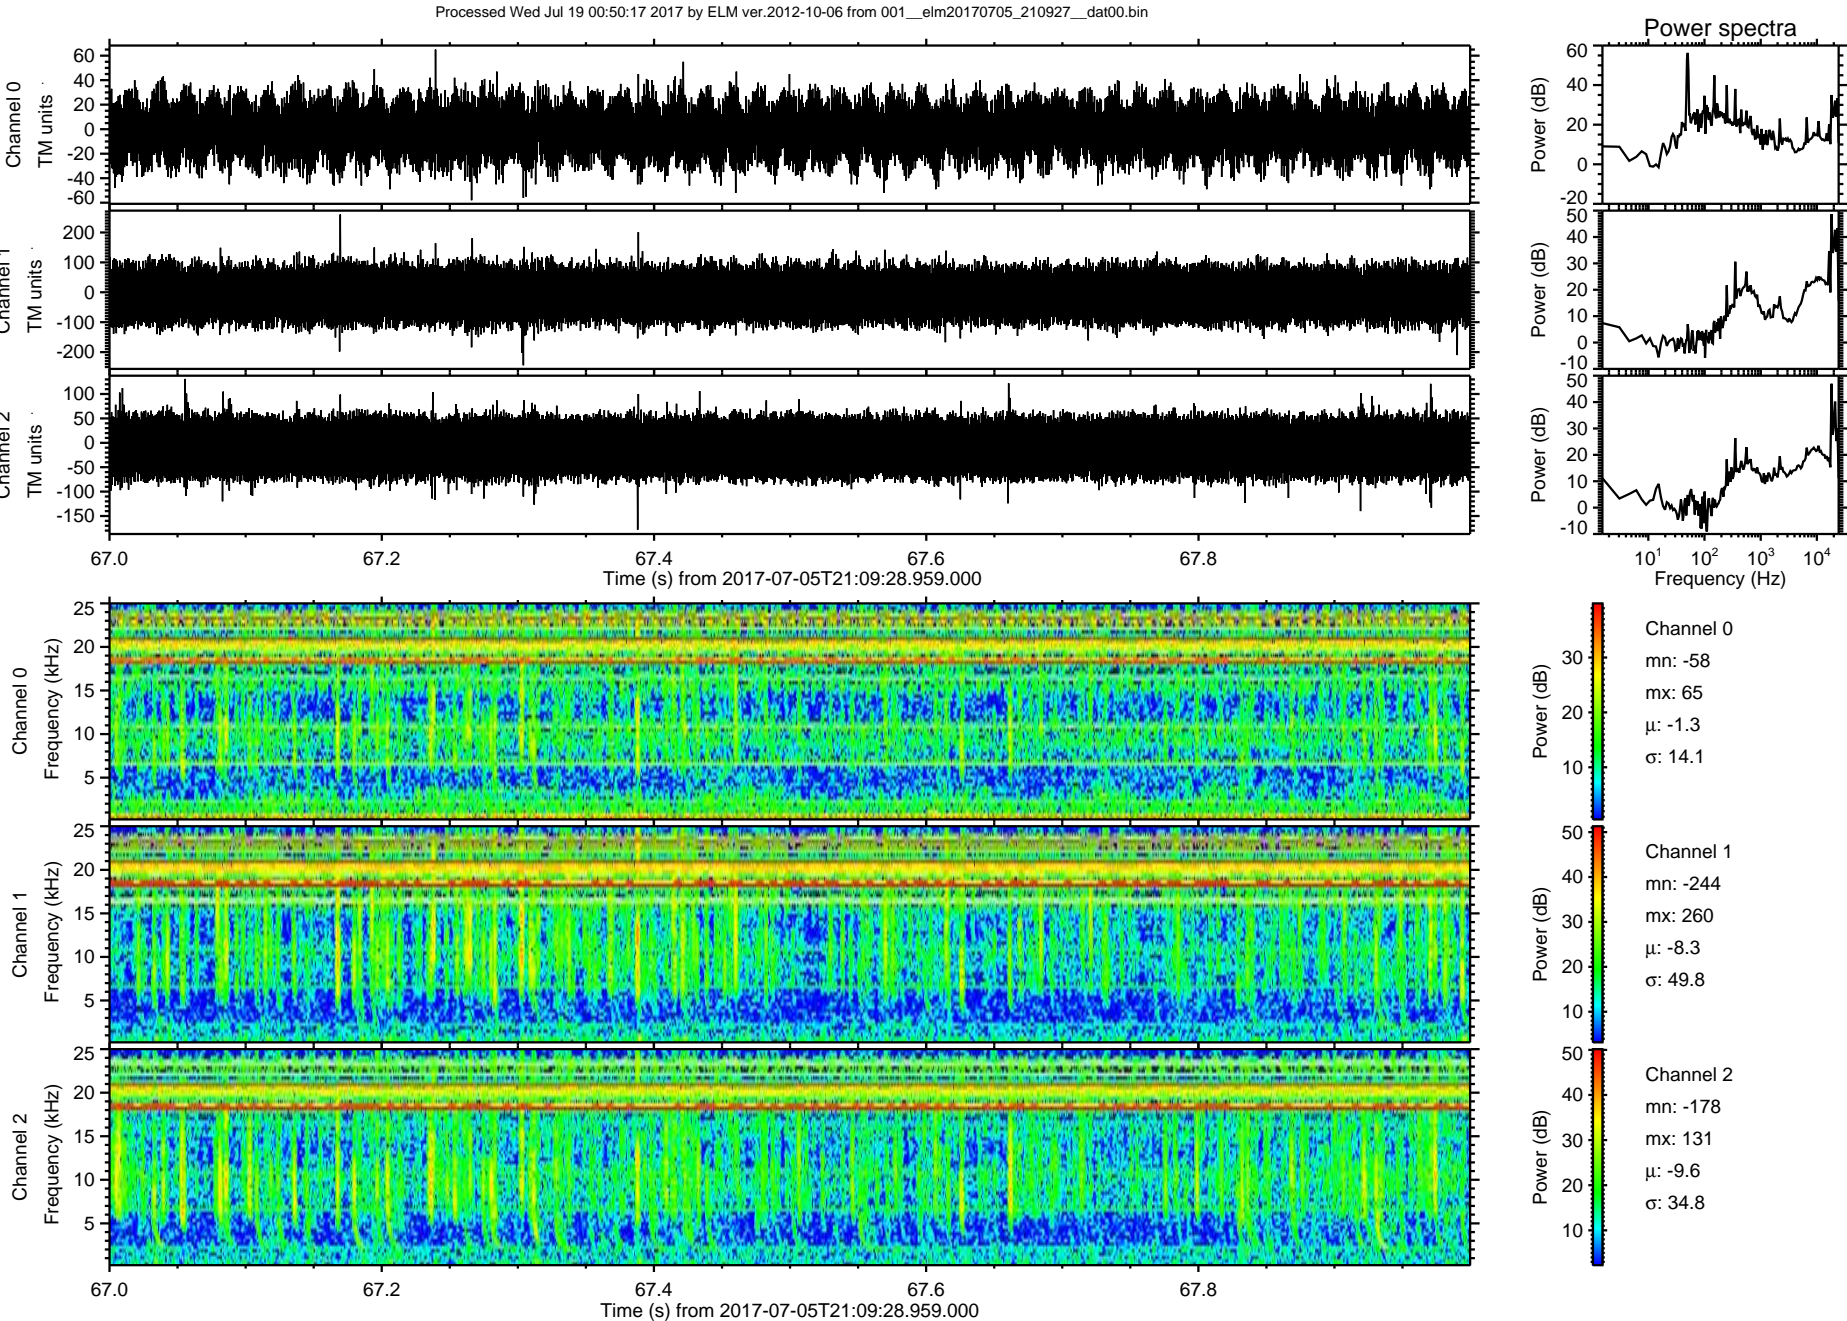 Processed Wed Jul 19 00:50:17 2017 by ELM ver.2012-10-06 from 001__elm20170705_210927__dat00.bin
Power spectra
Channel 0
TM units
60
40
20
0
-20
-40
-60
Power (dB)
60
40
20
0
-20
Channel 1
TM units
200
100
0
-100
-200
Power (dB)
50
40
30
20
10
0
-10
Channel 2
TM units
100
50
0
-50
-100
-150
Power (dB)
50
40
30
20
10
0
-10
67.0 67.2 67.4 67.6 67.8
Time (s) from 2017-07-05T21:09:28.959.000
10^1 10^2 10^3 10^4
Frequency (Hz)
Channel 0
Frequency (kHz)
25
20
15
10
5
Power (dB)
30
20
10
Channel 0
mn: -58
mx: 65
μ: -1.3
σ: 14.1
Channel 1
Frequency (kHz)
25
20
15
10
5
Power (dB)
50
40
30
20
10
Channel 1
mn: -244
mx: 260
μ: -8.3
σ: 49.8
Channel 2
Frequency (kHz)
25
20
15
10
5
Power (dB)
50
40
30
20
10
Channel 2
mn: -178
mx: 131
μ: -9.6
σ: 34.8
67.0 67.2 67.4 67.6 67.8
Time (s) from 2017-07-05T21:09:28.959.000